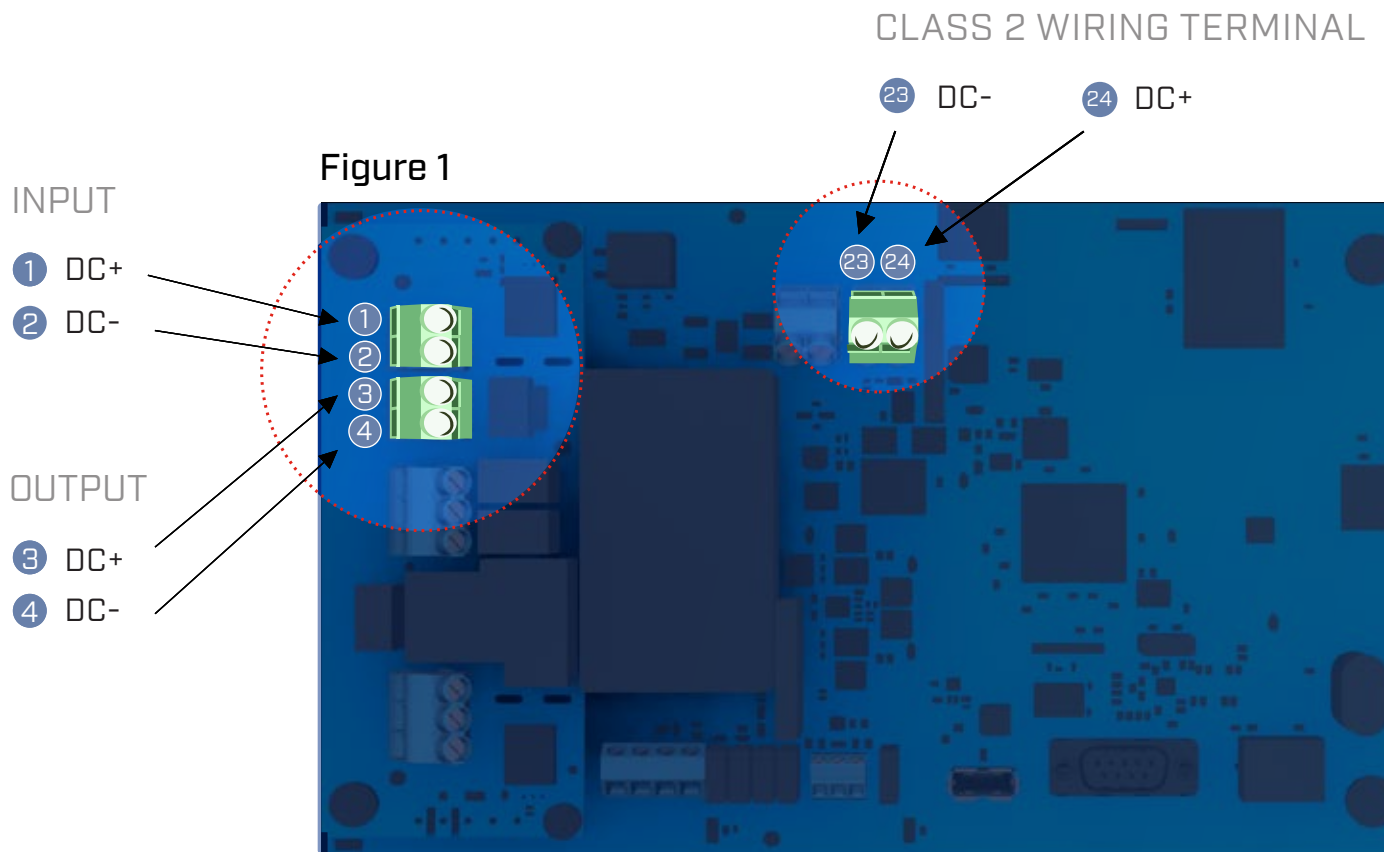 CLASS 2 WIRING TERMINAL
23 DC- 24 DC+
Figure 1
INPUT
1 DC+
2 DC-
23 24
1
2
3
4
OUTPUT
3 DC+
4 DC-